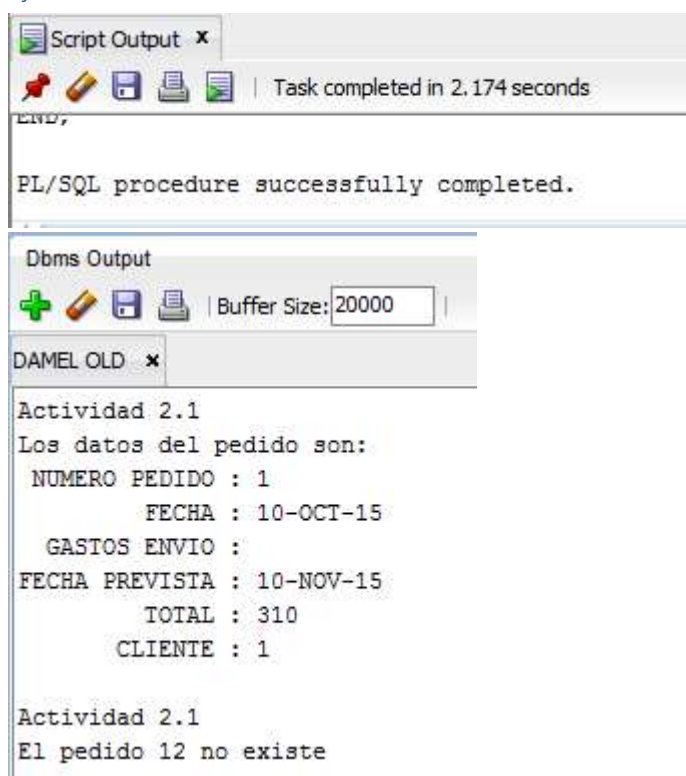 Script Output
Task completed in 2.174 seconds
END;
PL/SQL procedure successfully completed.
Dbms Output
Buffer Size: 20000
DAMEL OLD
Actividad 2.1
Los datos del pedido son:
NUMERO PEDIDO : 1
FECHA : 10-OCT-15
GASTOS ENVIO :
FECHA PREVISTA : 10-NOV-15
TOTAL : 310
CLIENTE : 1
Actividad 2.1
El pedido 12 no existe